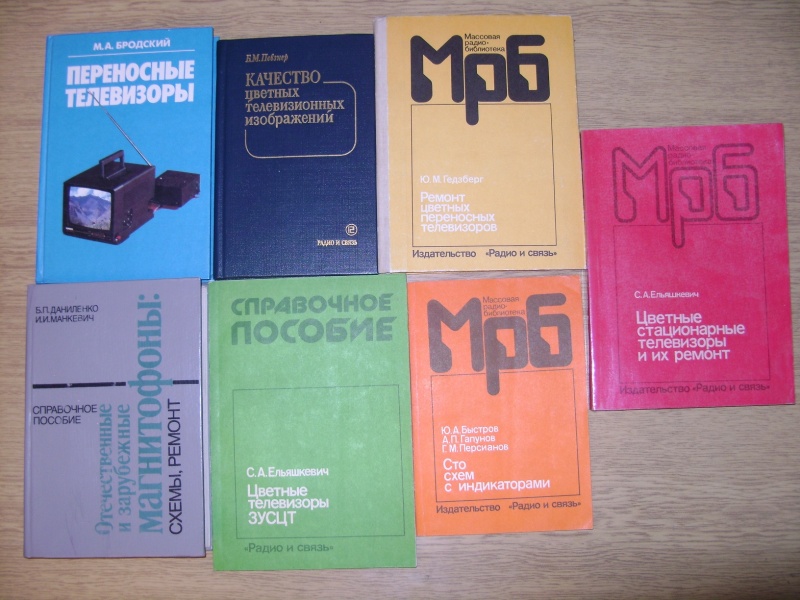 М.А. БРОДСКИЙ
ПЕРЕНОСНЫЕ
ТЕЛЕВИЗОРЫ
Б.М.Певзнер
КАЧЕСТВО
ЦВЕТНЫХ
ТЕЛЕВИЗИОННЫХ
ИЗОБРАЖЕНИЙ
РАДИО И СВЯЗЬ
Массовая
радио-
библиотека
МРБ
Ю.М.Гедзберг
Ремонт
цветных
переносных
телевизоров
Издательство «Радио и связь»
Массовая
радио-
библиотека
МРБ
С.А.Ельяшкевич
Цветные
стационарные
телевизоры
и их ремонт
Издательство «Радио и связь»
Б.П.ДАНИЛЕНКО
И.И.МАНКЕВИЧ
СПРАВОЧНОЕ
ПОСОБИЕ
Отечественные
и зарубежные
магнитофоны:
СХЕМЫ, РЕМОНТ
СПРАВОЧНОЕ
ПОСОБИЕ
С.А.Ельяшкевич
Цветные
телевизоры
ЗУСЦТ
«Радио и связь»
Массовая
радио-
библиотека
МРБ
Ю.А.Быстров
А.П.Гапунов
Г.М.Персианов
Сто
схем
с индикаторами
Издательство «Радио и связь»